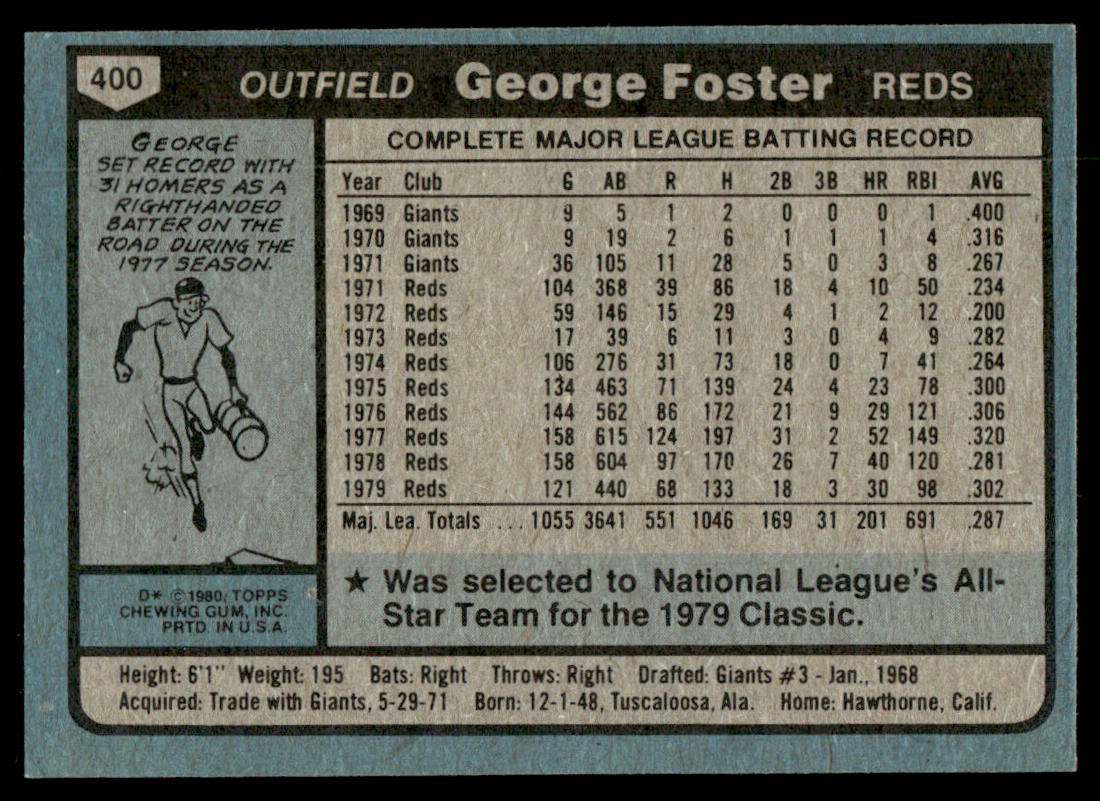 400 OUTFIELD George Foster REDS
GEORGE
SET RECORD WITH
31 HOMERS AS A
RIGHTHANDED
BATTER ON THE
ROAD DURING THE
1977 SEASON.
COMPLETE MAJOR LEAGUE BATTING RECORD
Year Club G AB R H 2B 3B HR RBI AVG
1969 Giants 9 5 1 2 0 0 0 1 .400
1970 Giants 9 19 2 6 1 1 1 4 .316
1971 Giants 36 105 11 28 5 0 3 8 .267
1971 Reds 104 368 39 86 18 4 10 50 .234
1972 Reds 59 146 15 29 4 1 2 12 .200
1973 Reds 17 39 6 11 3 0 4 9 .282
1974 Reds 106 276 31 73 18 0 7 41 .264
1975 Reds 134 463 71 139 24 4 23 78 .300
1976 Reds 144 562 86 172 21 9 29 121 .306
1977 Reds 158 615 124 197 31 2 52 149 .320
1978 Reds 158 604 97 170 26 7 40 120 .281
1979 Reds 121 440 68 133 18 3 30 98 .302
Maj. Lea. Totals ... 1055 3641 551 1046 169 31 201 691 .287
★ Was selected to National League's All-
Star Team for the 1979 Classic.
D* ©1980, TOPPS
CHEWING GUM, INC.
PRTD. IN U.S.A.
Height: 6'1" Weight: 195 Bats: Right Throws: Right Drafted: Giants #3 - Jan., 1968
Acquired: Trade with Giants, 5-29-71 Born: 12-1-48, Tuscaloosa, Ala. Home: Hawthorne, Calif.